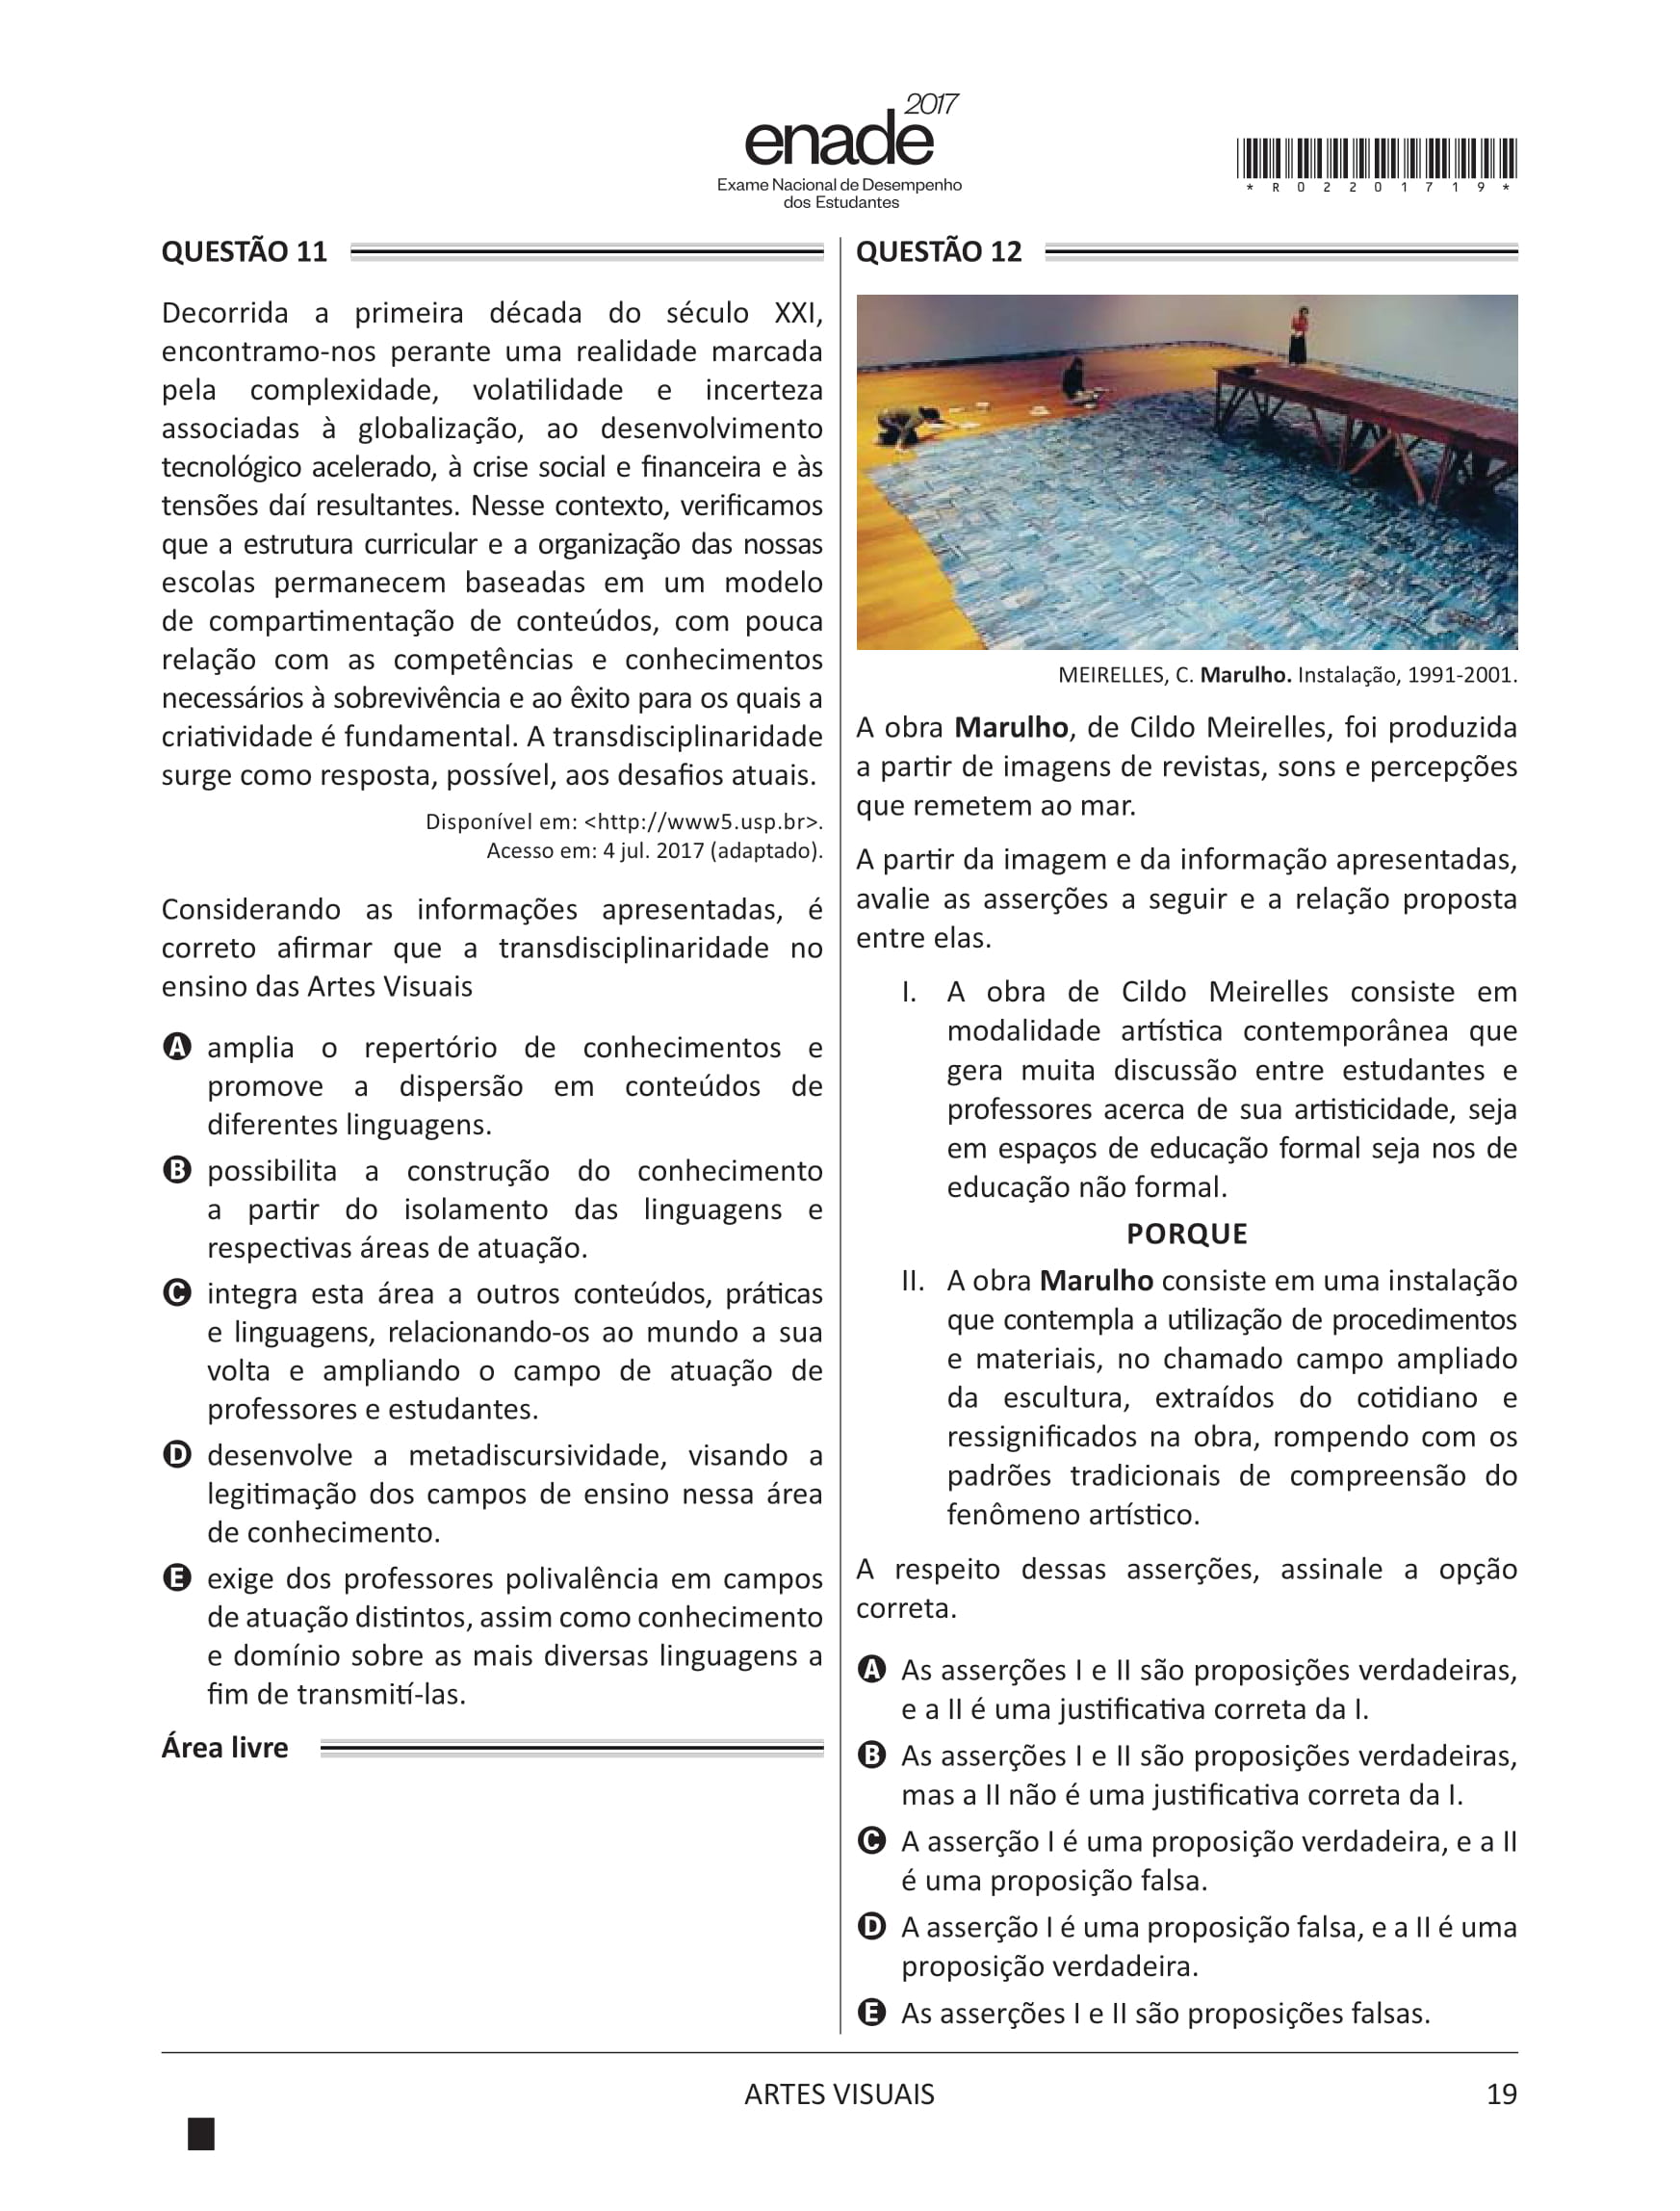 2017
enade
Exame Nacional de Desempenho
dos Estudantes
* R 0 2 2 0 1 7 1 9 *
QUESTÃO 11
Decorrida a primeira década do século XXI,
encontramo-nos perante uma realidade marcada
pela complexidade, volatilidade e incerteza
associadas à globalização, ao desenvolvimento
tecnológico acelerado, à crise social e financeira e às
tensões daí resultantes. Nesse contexto, verificamos
que a estrutura curricular e a organização das nossas
escolas permanecem baseadas em um modelo
de compartimentação de conteúdos, com pouca
relação com as competências e conhecimentos
necessários à sobrevivência e ao êxito para os quais a
criatividade é fundamental. A transdisciplinaridade
surge como resposta, possível, aos desafios atuais.
Disponível em: <http://www5.usp.br>.
Acesso em: 4 jul. 2017 (adaptado).
Considerando as informações apresentadas, é
correto afirmar que a transdisciplinaridade no
ensino das Artes Visuais
A amplia o repertório de conhecimentos e
promove a dispersão em conteúdos de
diferentes linguagens.
B possibilita a construção do conhecimento
a partir do isolamento das linguagens e
respectivas áreas de atuação.
C integra esta área a outros conteúdos, práticas
e linguagens, relacionando-os ao mundo a sua
volta e ampliando o campo de atuação de
professores e estudantes.
D desenvolve a metadiscursividade, visando a
legitimação dos campos de ensino nessa área
de conhecimento.
E exige dos professores polivalência em campos
de atuação distintos, assim como conhecimento
e domínio sobre as mais diversas linguagens a
fim de transmití-las.
Área livre
QUESTÃO 12
MEIRELLES, C. Marulho. Instalação, 1991-2001.
A obra Marulho, de Cildo Meirelles, foi produzida
a partir de imagens de revistas, sons e percepções
que remetem ao mar.
A partir da imagem e da informação apresentadas,
avalie as asserções a seguir e a relação proposta
entre elas.
I. A obra de Cildo Meirelles consiste em
modalidade artística contemporânea que
gera muita discussão entre estudantes e
professores acerca de sua artisticidade, seja
em espaços de educação formal seja nos de
educação não formal.
PORQUE
II. A obra Marulho consiste em uma instalação
que contempla a utilização de procedimentos
e materiais, no chamado campo ampliado
da escultura, extraídos do cotidiano e
ressignificados na obra, rompendo com os
padrões tradicionais de compreensão do
fenômeno artístico.
A respeito dessas asserções, assinale a opção
correta.
A As asserções I e II são proposições verdadeiras,
e a II é uma justificativa correta da I.
B As asserções I e II são proposições verdadeiras,
mas a II não é uma justificativa correta da I.
C A asserção I é uma proposição verdadeira, e a II
é uma proposição falsa.
D A asserção I é uma proposição falsa, e a II é uma
proposição verdadeira.
E As asserções I e II são proposições falsas.
ARTES VISUAIS
19